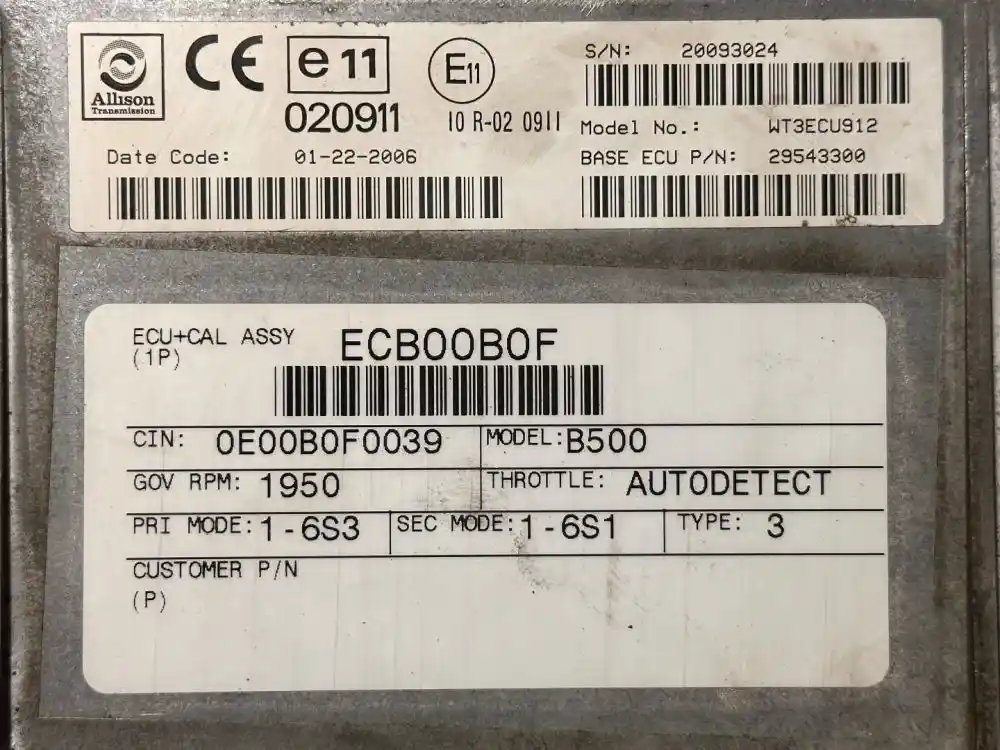 Allison
Transmission
CE
e 11
020911
E11
10 R-02 0911
S/N: 20093024
Model No.: WT3ECU912
Date Code: 01-22-2006
BASE ECU P/N: 29543300
ECU+CAL ASSY ECB00B0F
(1P)
CIN: 0E00B0F0039 MODEL: B500
GOV RPM: 1950 THROTTLE: AUTODETECT
PRI MODE: 1-6S3 SEC MODE: 1-6S1 TYPE: 3
CUSTOMER P/N
(P)